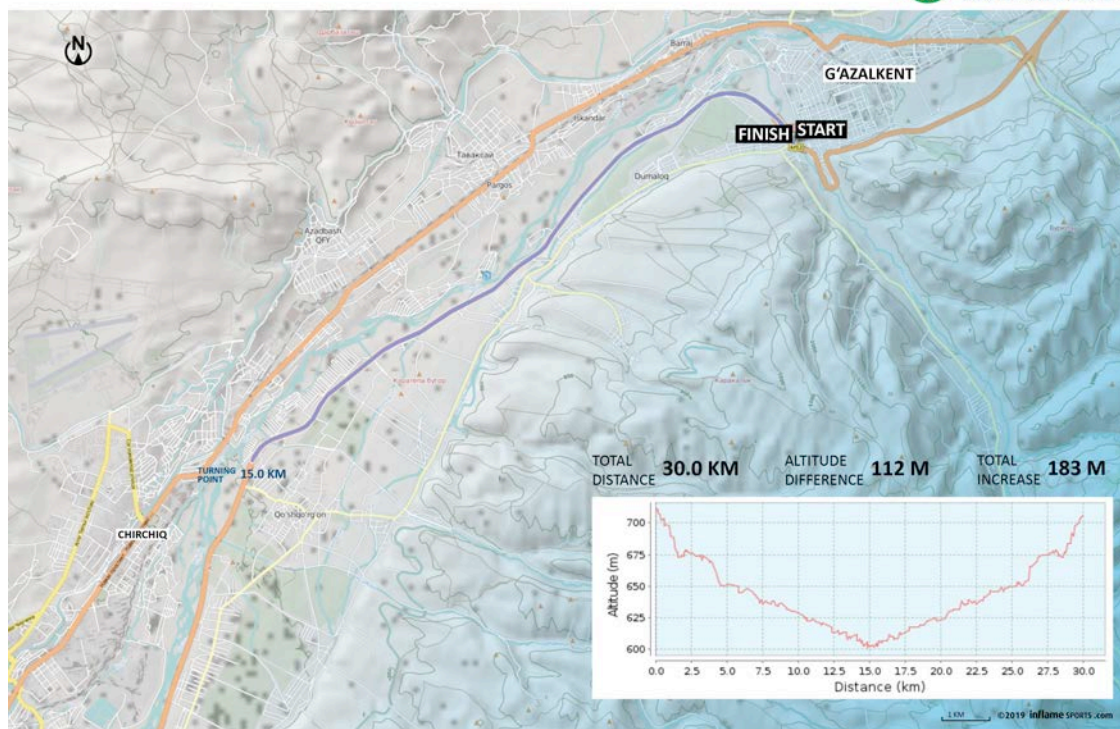 N
Barraj
G‘AZALKENT
Iskandar
FINISH
START
Таваксай
Dumaloq
Pargos
Azadbash
QFY
TURNING
POINT
15.0 KM
Qo'shqo'rg'on
CHIRCHIQ
TOTAL
DISTANCE
30.0 KM
ALTITUDE
DIFFERENCE
112 M
TOTAL
INCREASE
183 M
Altitude (m)
700
675
650
625
600
0.0 2.5 5.0 7.5 10.0 12.5 15.0 17.5 20.0 22.5 25.0 27.5 30.0
Distance (km)
1 KM
©2019 inflame SPORTS .com